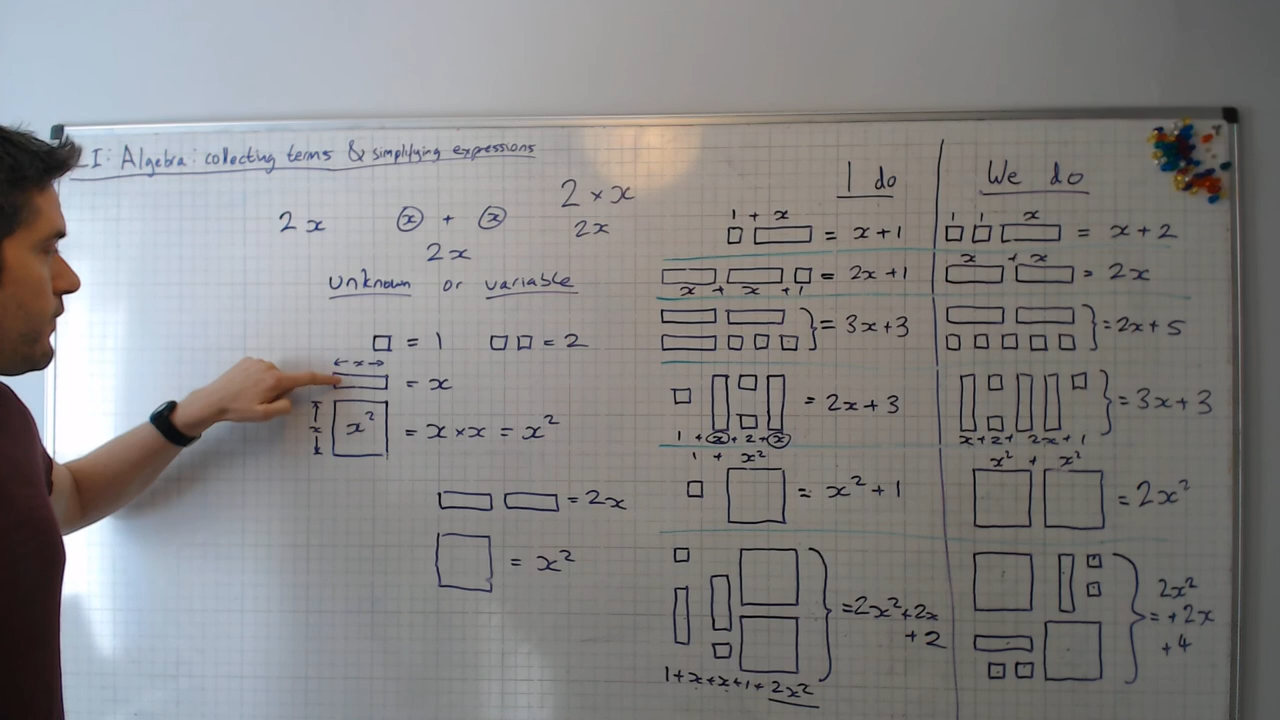 LI: Algebra: collecting terms & simplifying expressions
2x
x + x
2x
2 × x
2x
unknown or variable
= 1
= 2
← x →
= x
x
x²
= x × x = x²
= 2x
= x²
I do
1 + x
= x + 1
= 2x + 1
x + x + 1
= 3x + 3
= 2x + 3
1 + x + 2 + x
1 + x²
= x² + 1
= 2x² + 2x
+ 2
1 + x + x + 1 + 2x²
We do
1 1 x
= x + 2
x + x
= 2x
= 2x + 5
= 3x + 3
x + 2 + 2x + 1
x² + x²
= 2x²
2x²
= + 2x
+ 4